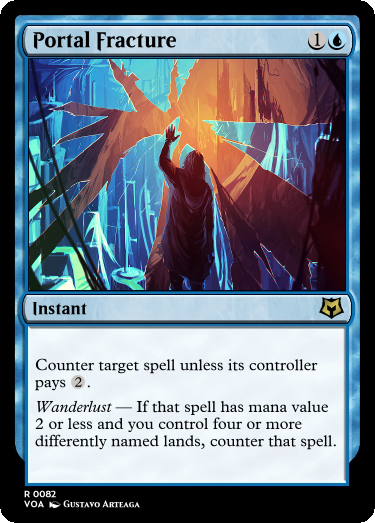 Portal Fracture 1
Instant
Counter target spell unless its controller
pays 2.
Wanderlust — If that spell has mana value
2 or less and you control four or more
differently named lands, counter that spell.
R 0082
VOA Gustavo Arteaga